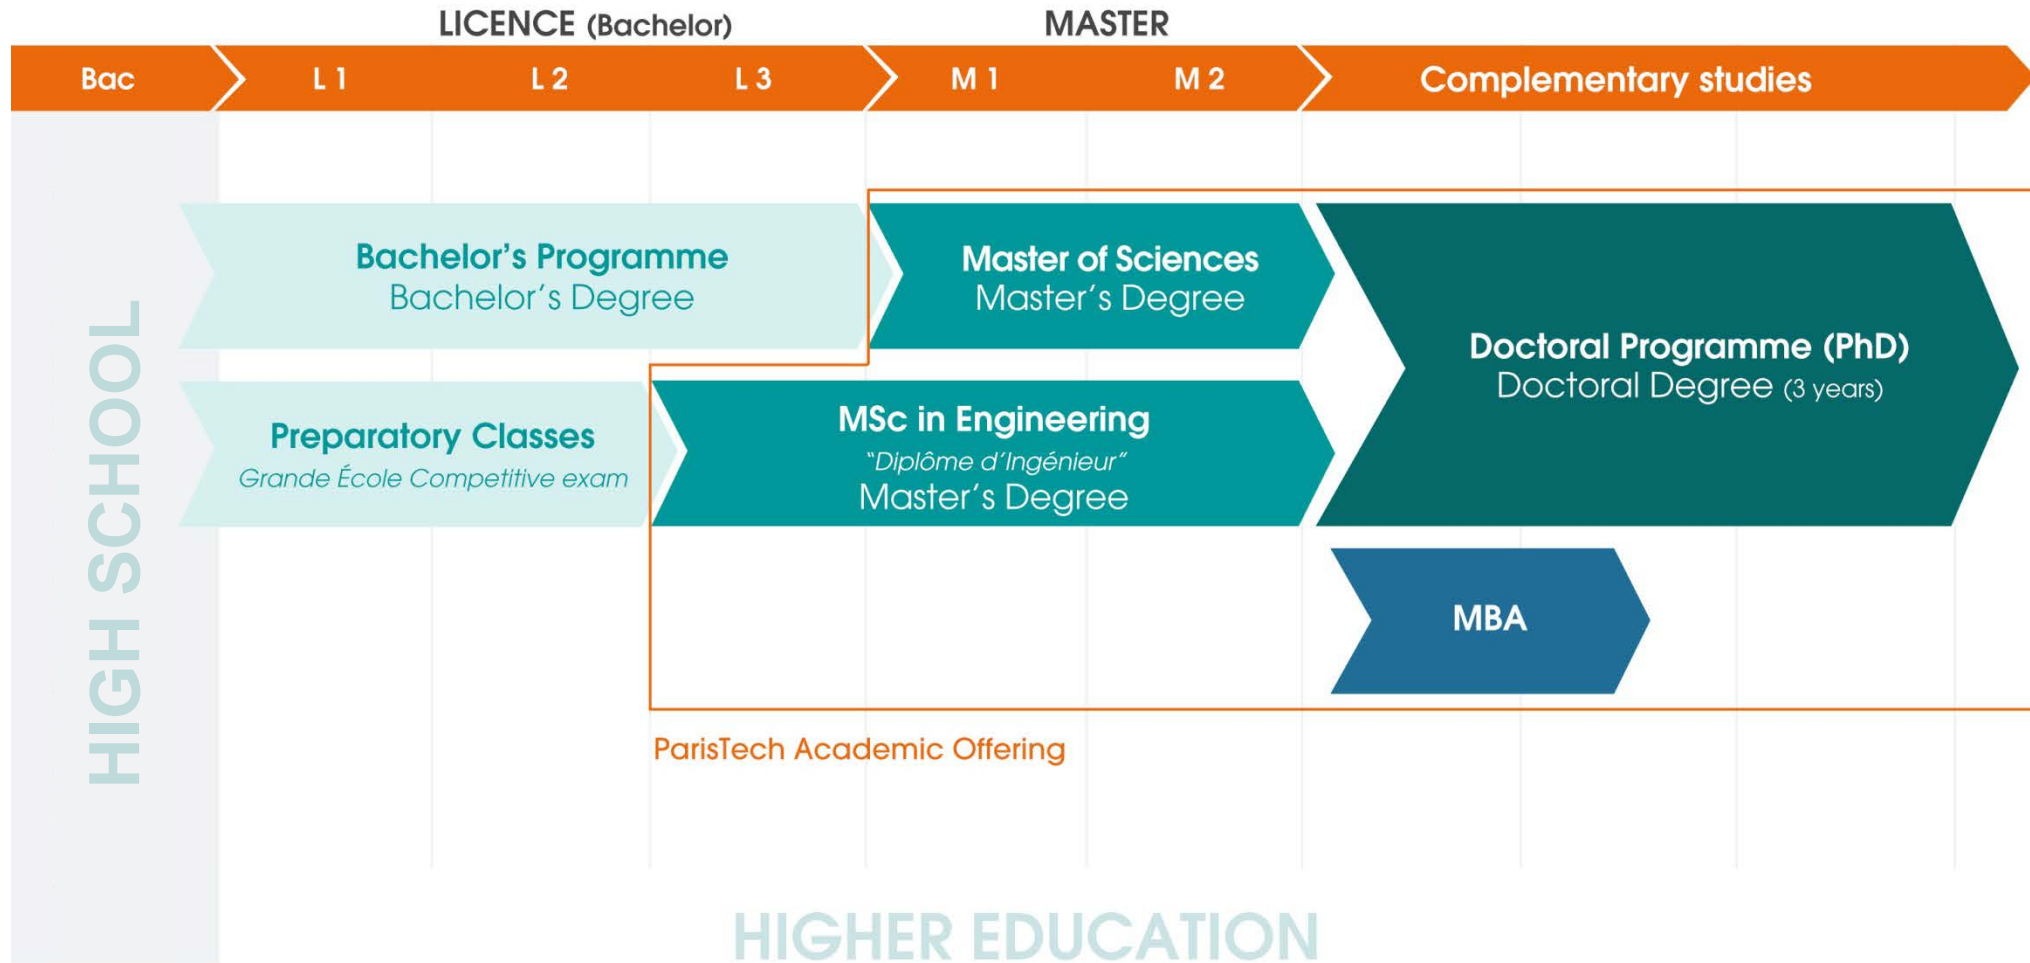 LICENCE (Bachelor)
MASTER
Bac
L 1
L 2
L 3
M 1
M 2
Complementary studies
HIGH SCHOOL
Bachelor's Programme
Bachelor's Degree
Master of Sciences
Master's Degree
Doctoral Programme (PhD)
Doctoral Degree (3 years)
Preparatory Classes
Grande École Competitive exam
MSc in Engineering
"Diplôme d'Ingénieur"
Master's Degree
MBA
ParisTech Academic Offering
HIGHER EDUCATION